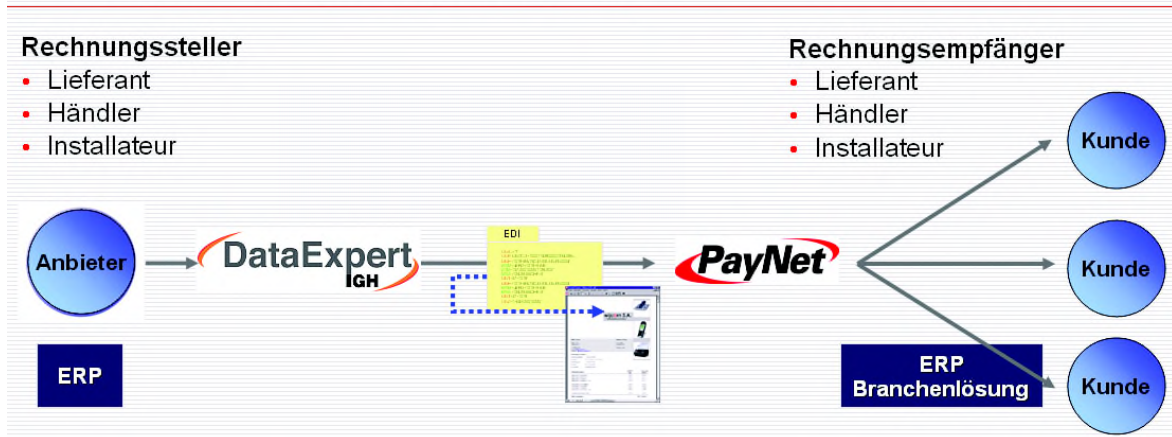 Rechnungssteller
• Lieferant
• Händler
• Installateur
Rechnungsempfänger
• Lieferant
• Händler
• Installateur
Kunde
Anbieter
DataExpert
IGH
EDI
PayNet
Kunde
ERP
ERP
Branchenlösung
Kunde